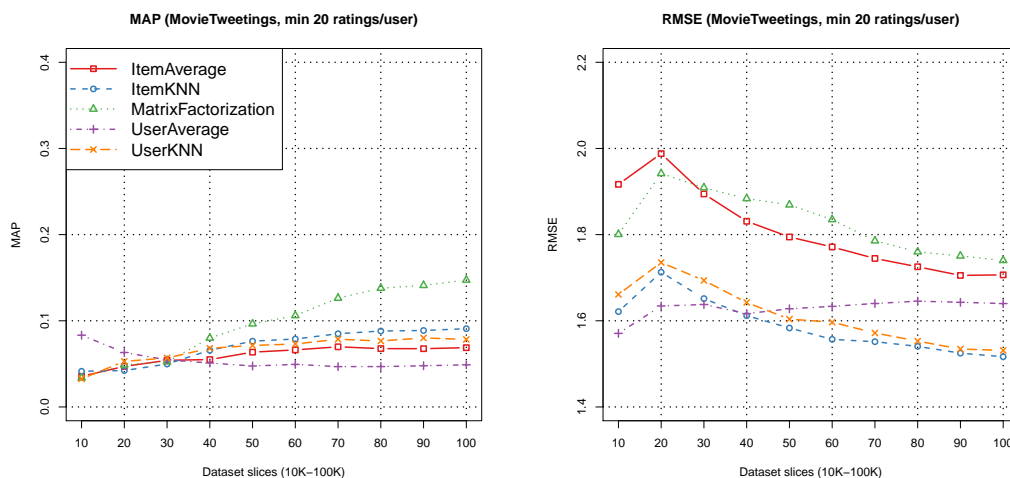 MAP (MovieTweetings, min 20 ratings/user)
0.4
0.3
0.2
0.1
0.0
MAP
ItemAverage
ItemKNN
MatrixFactorization
UserAverage
UserKNN
10 20 30 40 50 60 70 80 90 100
Dataset slices (10K−100K)
RMSE (MovieTweetings, min 20 ratings/user)
2.2
2.0
1.8
1.6
1.4
RMSE
10 20 30 40 50 60 70 80 90 100
Dataset slices (10K−100K)